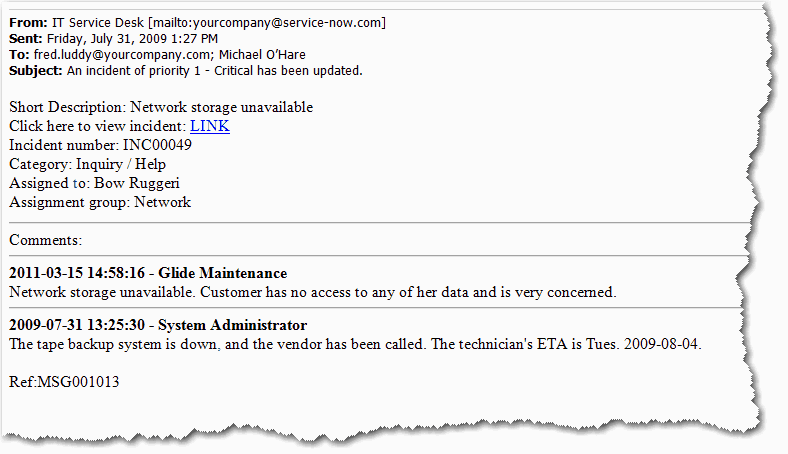 From: IT Service Desk [mailto:yourcompany@service-now.com]
Sent: Friday, July 31, 2009 1:27 PM
To: fred.luddy@yourcompany.com; Michael O’Hare
Subject: An incident of priority 1 - Critical has been updated.
Short Description: Network storage unavailable
Click here to view incident: LINK
Incident number: INC00049
Category: Inquiry / Help
Assigned to: Bow Ruggeri
Assignment group: Network
Comments:
2011-03-15 14:58:16 - Glide Maintenance
Network storage unavailable. Customer has no access to any of her data and is very concerned.
2009-07-31 13:25:30 - System Administrator
The tape backup system is down, and the vendor has been called. The technician's ETA is Tues. 2009-08-04.
Ref:MSG001013